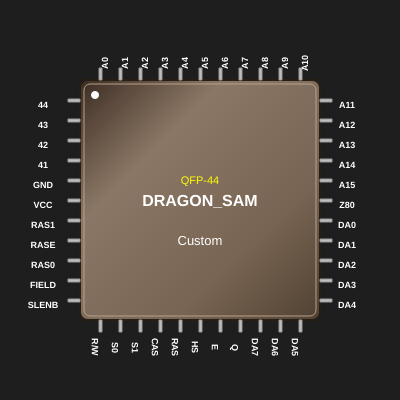 A0 A1 A2 A3 A4 A5 A6 A7 A8 A9 A10
44 A11
43 A12
42 A13
41 A14
GND A15
VCC Z80
RAS1 DA0
RASE DA1
RAS0 DA2
FIELD DA3
SLENB DA4
QFP-44
DRAGON_SAM
Custom
R/W S0 S1 CAS RAS HS E Q DA7 DA6 DA5